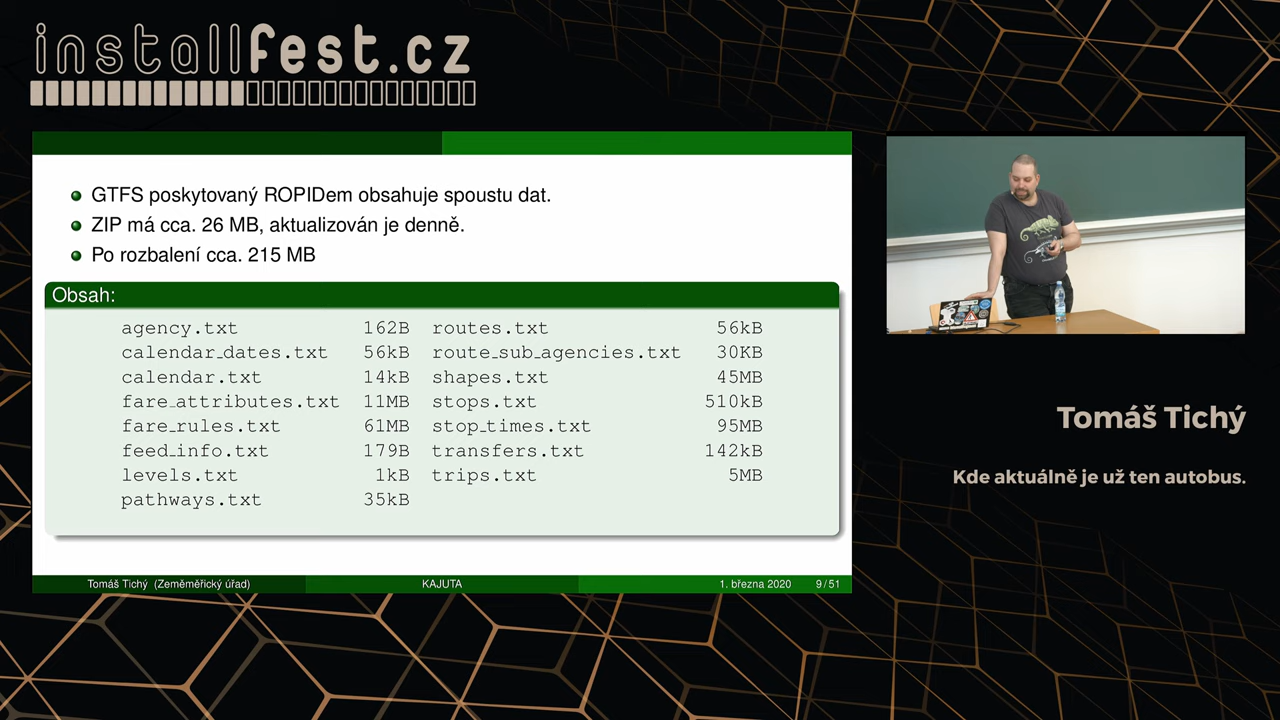 installfest.cz
GTFS poskytovaný ROPIDem obsahuje spoustu dat.
ZIP má cca. 26 MB, aktualizován je denně.
Po rozbalení cca. 215 MB
Obsah:
agency.txt 162B routes.txt 56kB
calendar_dates.txt 56kB route_sub_agencies.txt 30KB
calendar.txt 14kB shapes.txt 45MB
fare_attributes.txt 11MB stops.txt 510kB
fare_rules.txt 61MB stop_times.txt 95MB
feed_info.txt 179B transfers.txt 142kB
levels.txt 1kB trips.txt 5MB
pathways.txt 35kB
Tomáš Tichý (Zeměměřický úřad) KAJUTA 1. března 2020 9/51
Tomáš Tichý
Kde aktuálně je už ten autobus.